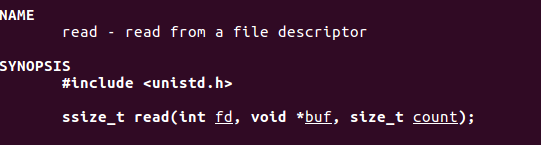 NAME
read - read from a file descriptor
SYNOPSIS
#include <unistd.h>
ssize_t read(int fd, void *buf, size_t count);